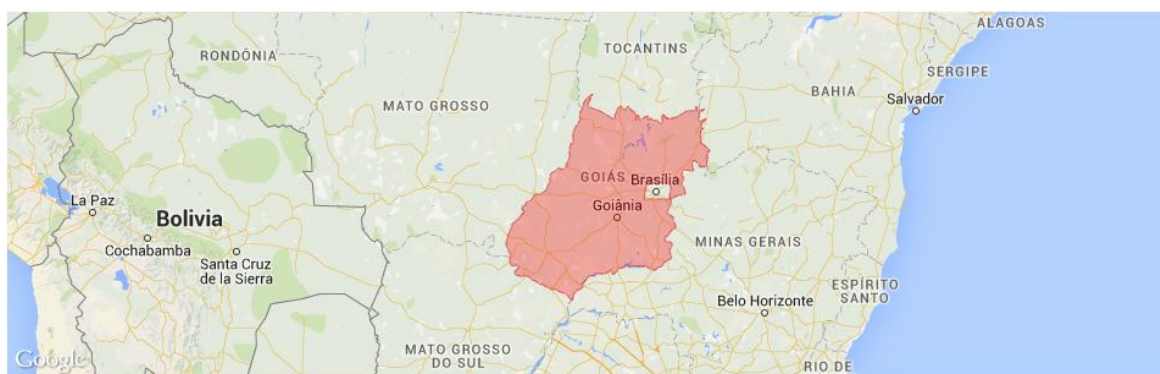 ALAGOAS
TOCANTINS
RONDÔNIA
SERGIPE
BAHIA
MATO GROSSO
Salvador
GOIÁS
Brasília
La Paz
Goiânia
Bolivia
Cochabamba
MINAS GERAIS
Santa Cruz
de la Sierra
ESPÍRITO
SANTO
Belo Horizonte
MATO GROSSO
DO SUL
Google
RIO DE